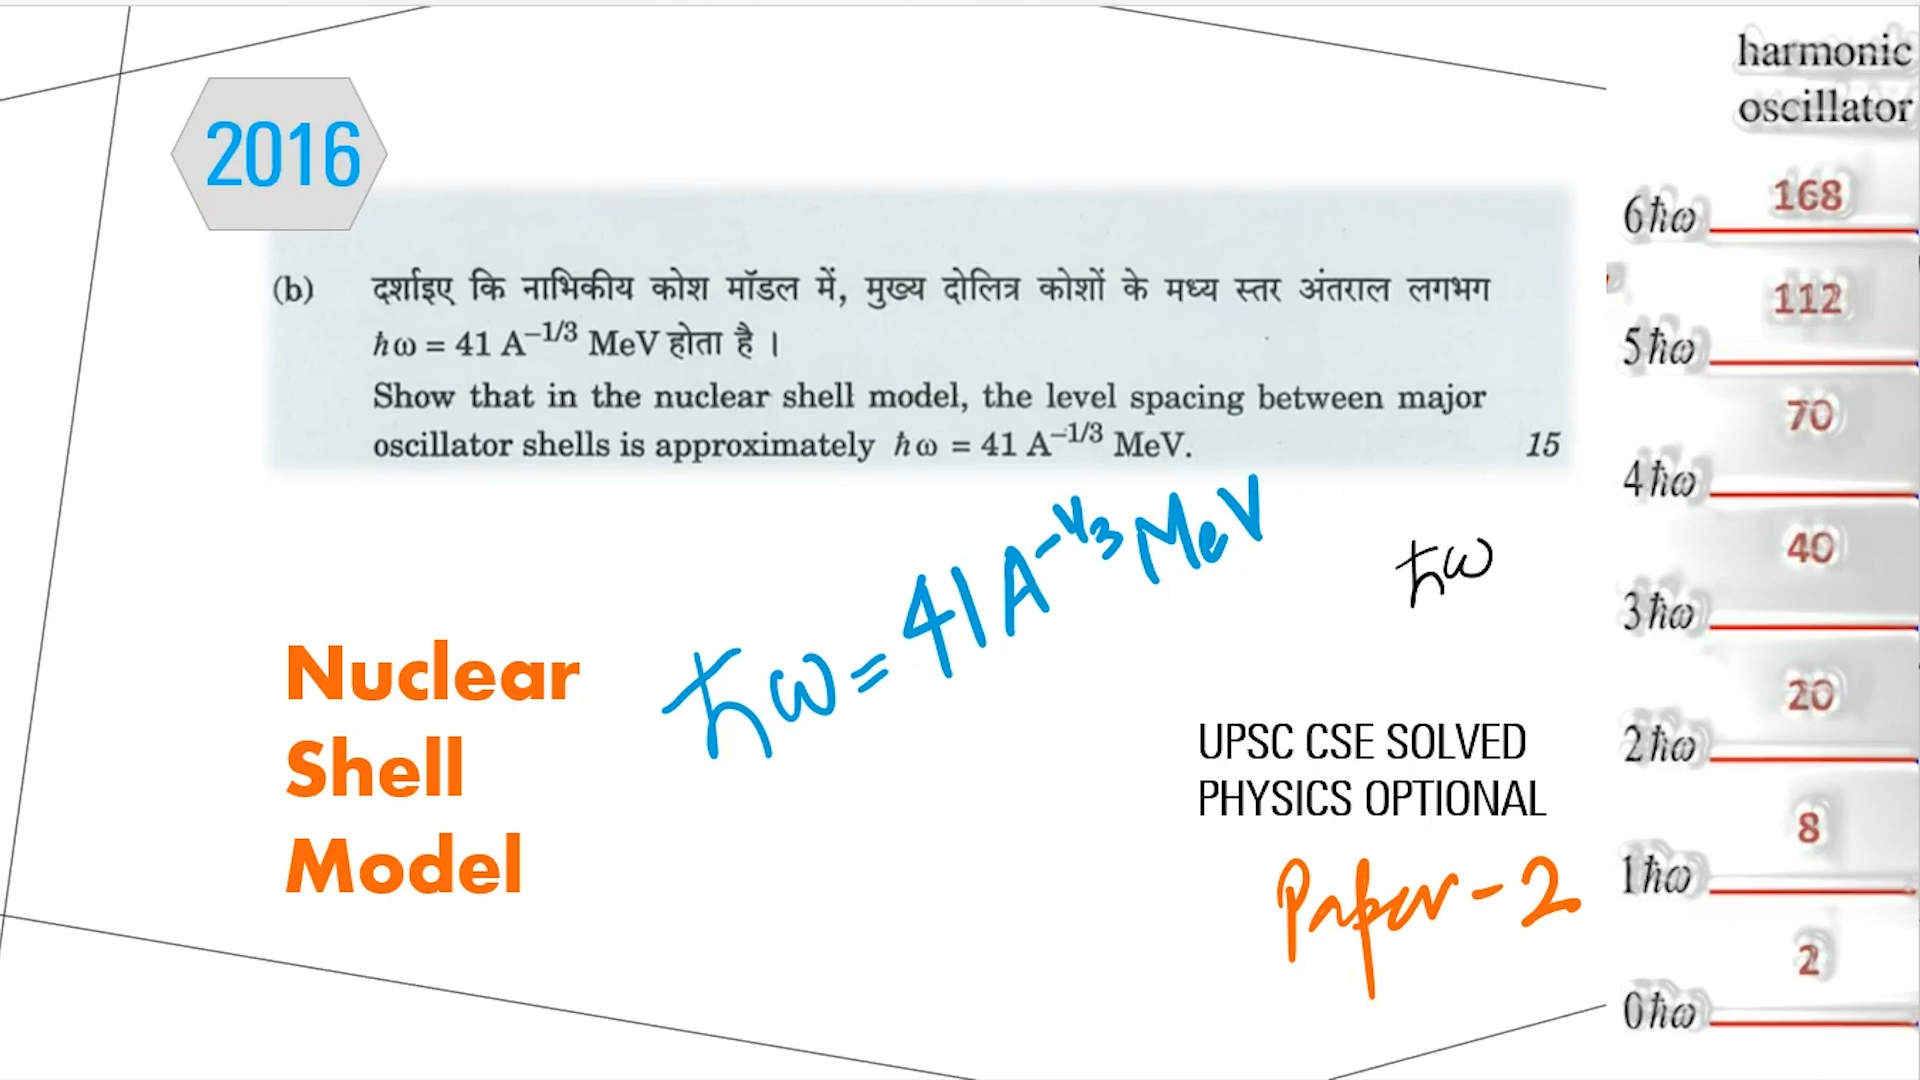 2016
(b) दर्शाइए कि नाभिकीय कोश मॉडल में, मुख्य दोलित्र कोशों के मध्य स्तर अंतराल लगभग
ħω = 41 A⁻¹/³ MeV होता है ।
Show that in the nuclear shell model, the level spacing between major
oscillator shells is approximately ħω = 41 A⁻¹/³ MeV. 15
ħω = 41 A⁻¹/³ MeV
ħω
Nuclear
Shell
Model
UPSC CSE SOLVED
PHYSICS OPTIONAL
Paper-2
harmonic
oscillator
6ħω 168
5ħω 112
4ħω 70
3ħω 40
2ħω 20
1ħω 8
0ħω 2